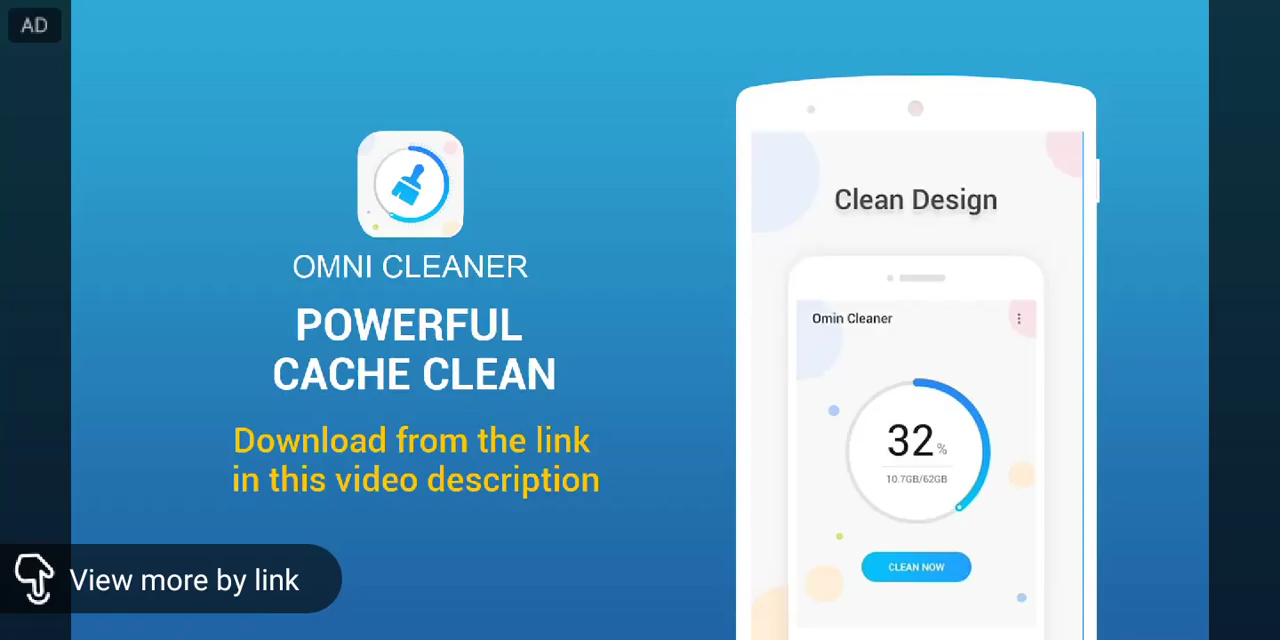 AD
OMNI CLEANER
POWERFUL
CACHE CLEAN
Download from the link
in this video description
View more by link
Clean Design
Omin Cleaner
32%
10.7GB/62GB
CLEAN NOW